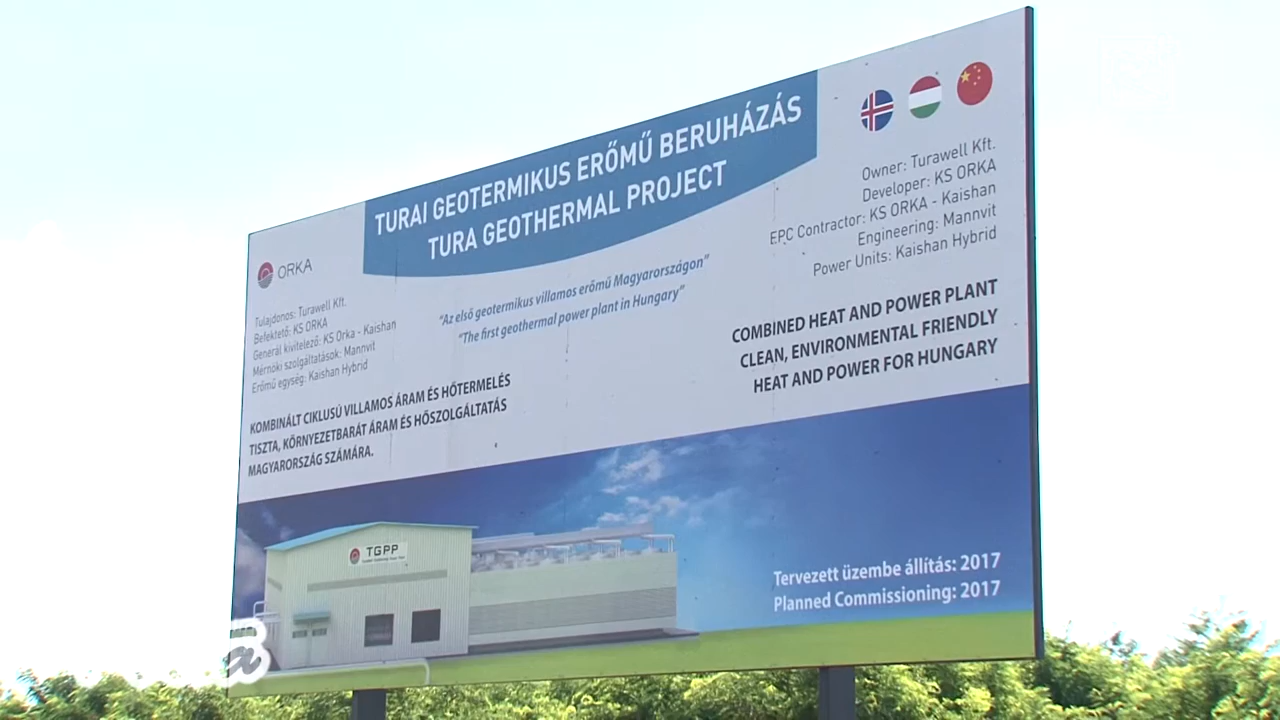 TURAI GEOTERMIKUS ERŐMŰ BERUHÁZÁS
TURA GEOTHERMAL PROJECT
ORKA
Tulajdonos: Turawell Kft.
Befektető: KS ORKA
Generál kivitelező: KS Orka - Kaishan
Mérnöki szolgáltatások: Mannvit
Erőmű egység: Kaishan Hybrid
"Az első geotermikus villamos erőmű Magyarországon"
"The first geothermal power plant in Hungary"
Owner: Turawell Kft.
Developer: KS ORKA
EPC Contractor: KS ORKA - Kaishan
Engineering: Mannvit
Power Units: Kaishan Hybrid
KOMBINÁLT CIKLUSÚ VILLAMOS ÁRAM ÉS HŐTERMELÉS
TISZTA, KÖRNYEZETBARÁT ÁRAM ÉS HŐSZOLGÁLTATÁS
MAGYARORSZÁG SZÁMÁRA.
COMBINED HEAT AND POWER PLANT
CLEAN, ENVIRONMENTAL FRIENDLY
HEAT AND POWER FOR HUNGARY
TGPP
Tervezett üzembe állítás: 2017
Planned Commissioning: 2017